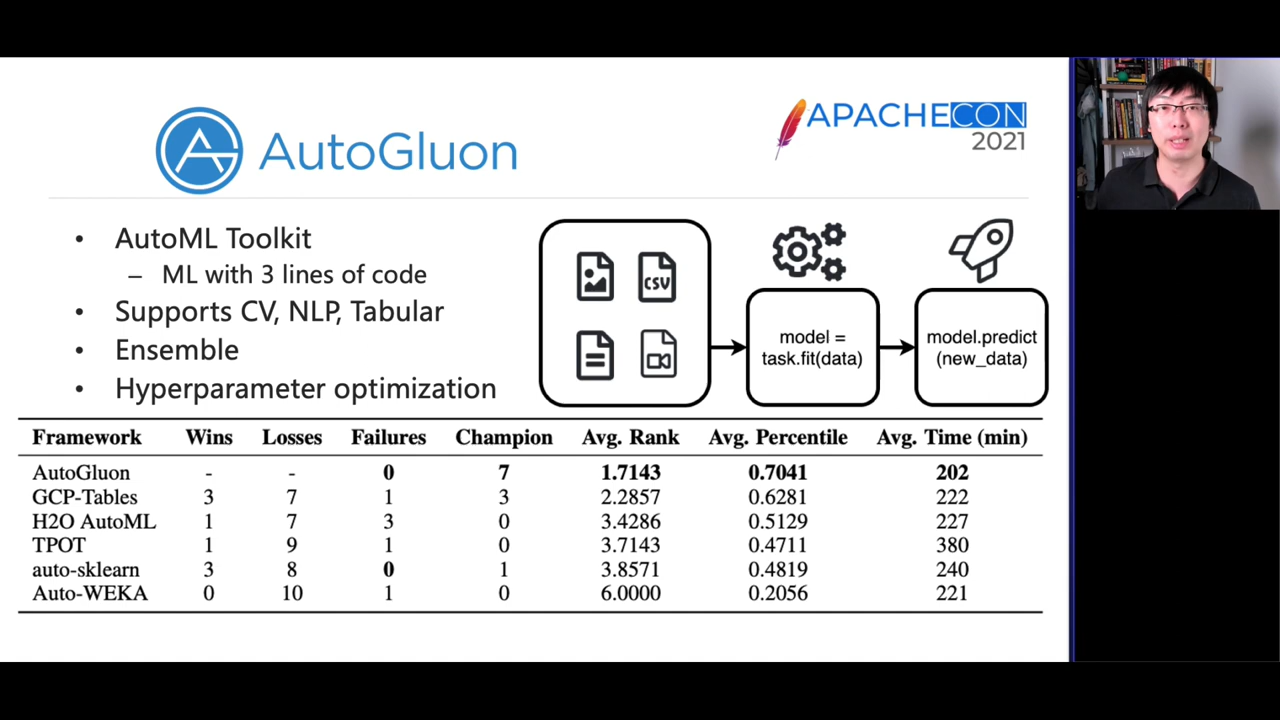 AutoGluon
APACHECON
2021
• AutoML Toolkit
– ML with 3 lines of code
• Supports CV, NLP, Tabular
• Ensemble
• Hyperparameter optimization
CSV
model =
task.fit(data)
model.predict
(new_data)
Framework Wins Losses Failures Champion Avg. Rank Avg. Percentile Avg. Time (min)
AutoGluon - - 0 7 1.7143 0.7041 202
GCP-Tables 3 7 1 3 2.2857 0.6281 222
H2O AutoML 1 7 3 0 3.4286 0.5129 227
TPOT 1 9 1 0 3.7143 0.4711 380
auto-sklearn 3 8 0 1 3.8571 0.4819 240
Auto-WEKA 0 10 1 0 6.0000 0.2056 221